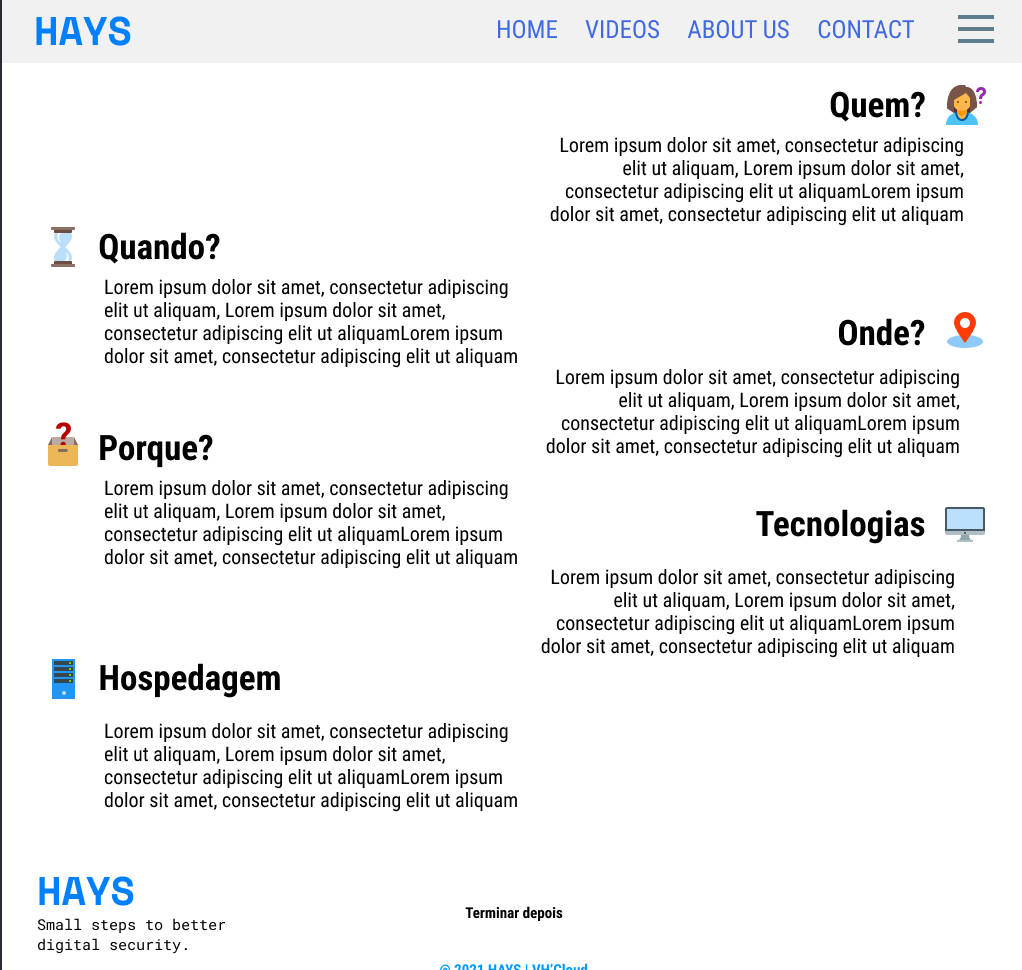 HAYS
HOME VIDEOS ABOUT US CONTACT
Quem?
Lorem ipsum dolor sit amet, consectetur adipiscing
elit ut aliquam, Lorem ipsum dolor sit amet,
consectetur adipiscing elit ut aliquamLorem ipsum
dolor sit amet, consectetur adipiscing elit ut aliquam
Quando?
Lorem ipsum dolor sit amet, consectetur adipiscing
elit ut aliquam, Lorem ipsum dolor sit amet,
consectetur adipiscing elit ut aliquamLorem ipsum
dolor sit amet, consectetur adipiscing elit ut aliquam
Onde?
Lorem ipsum dolor sit amet, consectetur adipiscing
elit ut aliquam, Lorem ipsum dolor sit amet,
consectetur adipiscing elit ut aliquamLorem ipsum
dolor sit amet, consectetur adipiscing elit ut aliquam
Porque?
Lorem ipsum dolor sit amet, consectetur adipiscing
elit ut aliquam, Lorem ipsum dolor sit amet,
consectetur adipiscing elit ut aliquamLorem ipsum
dolor sit amet, consectetur adipiscing elit ut aliquam
Tecnologias
Lorem ipsum dolor sit amet, consectetur adipiscing
elit ut aliquam, Lorem ipsum dolor sit amet,
consectetur adipiscing elit ut aliquamLorem ipsum
dolor sit amet, consectetur adipiscing elit ut aliquam
Hospedagem
Lorem ipsum dolor sit amet, consectetur adipiscing
elit ut aliquam, Lorem ipsum dolor sit amet,
consectetur adipiscing elit ut aliquamLorem ipsum
dolor sit amet, consectetur adipiscing elit ut aliquam
HAYS
Small steps to better
digital security.
Terminar depois
@ 2021 HAYS | VH'Cloud